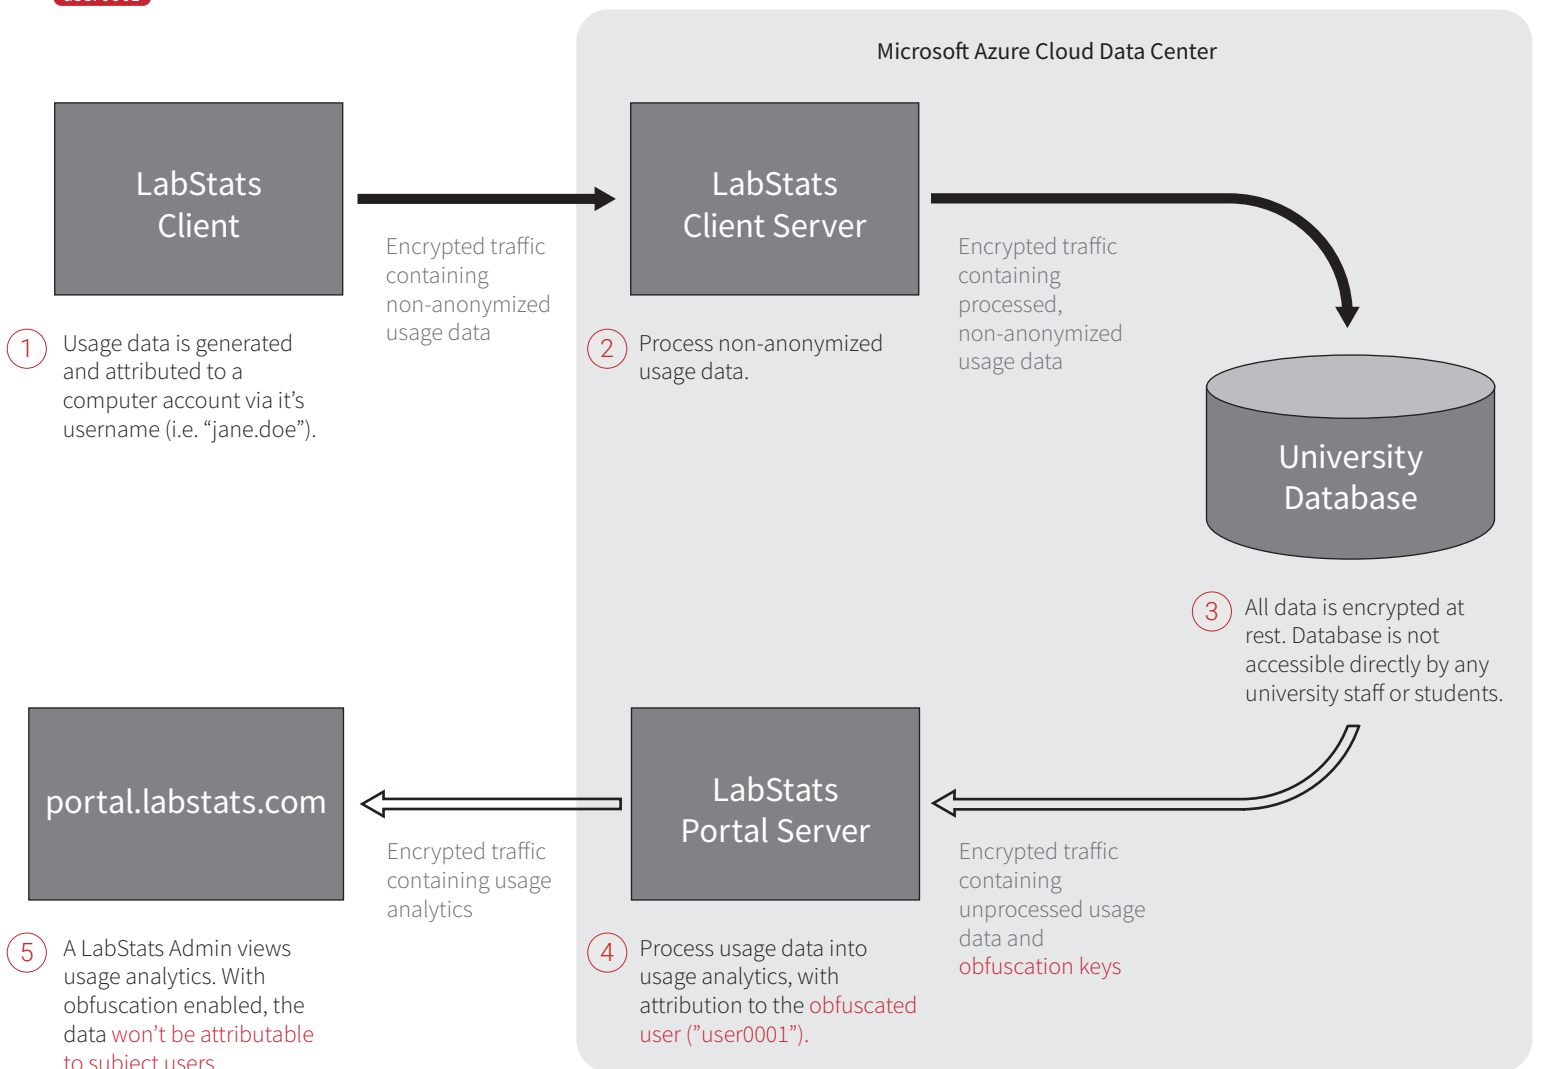 Microsoft Azure Cloud Data Center
LabStats
Client
LabStats
Client Server
Encrypted traffic
containing
non-anonymized
usage data
Encrypted traffic
containing
processed,
non-anonymized
usage data
1
Usage data is generated
and attributed to a
computer account via it’s
username (i.e. “jane.doe”).
2
Process non-anonymized
usage data.
University
Database
3
All data is encrypted at
rest. Database is not
accessible directly by any
university staff or students.
portal.labstats.com
LabStats
Portal Server
Encrypted traffic
containing usage
analytics
Encrypted traffic
containing
unprocessed usage
data and
obfuscation keys
4
Process usage data into
usage analytics, with
attribution to the obfuscated
user (”user0001”).
5
A LabStats Admin views
usage analytics. With
obfuscation enabled, the
data won’t be attributable
to subject users